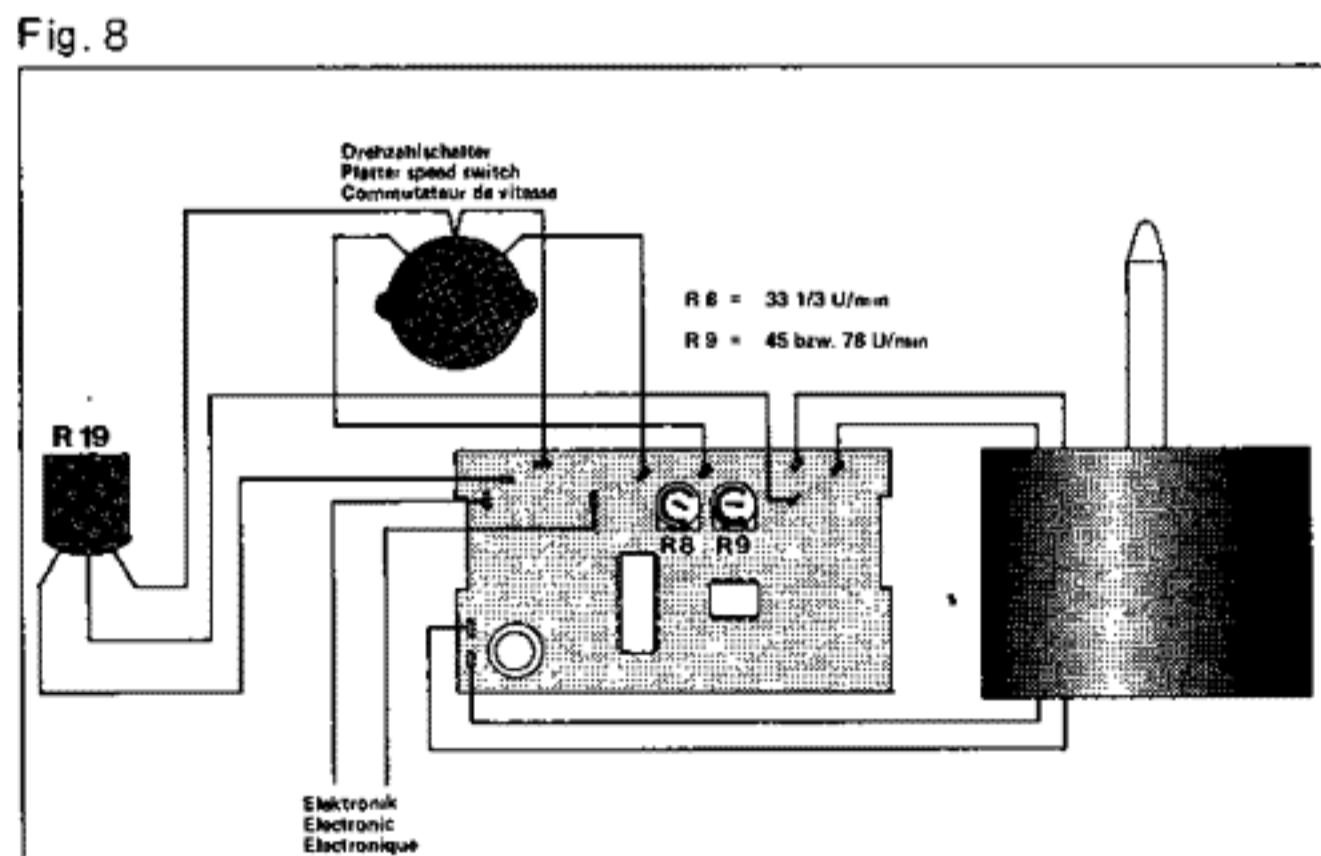 Fig. 8
Drehzahlschalter
Platter speed switch
Commutateur de vitesse
R 8 = 33 1/3 U/min
R 9 = 45 bzw. 78 U/min
R 19
R8 R9
Elektronik
Electronic
Electronique